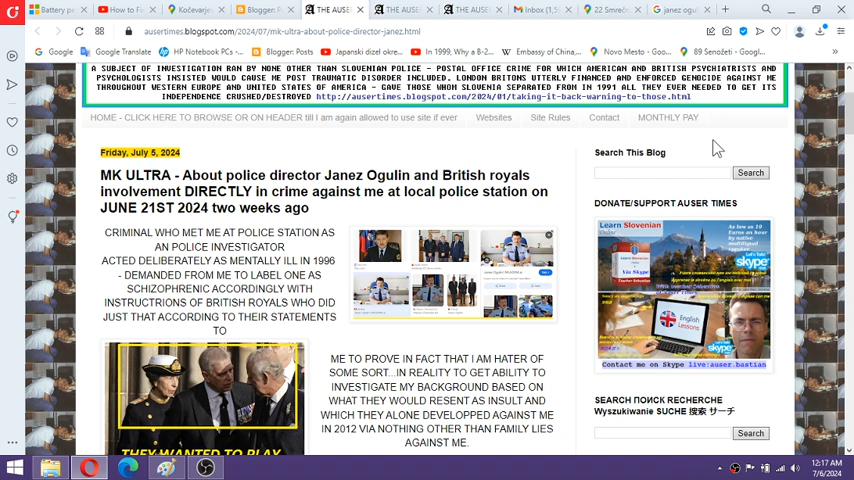 Battery pe
How to Fi
Kočevarje
Blogger: P
THE AUSER
THE AUSE
THE AUSE
Inbox (1,5
22 Smreč
janez ogul
ausertimes.blogspot.com/2024/07/mk-ultra-about-police-director-janez.html
Google
Google Translate
HP Notebook PCs -...
Blogger: Posts
Japanski dizel okre...
In 1999; Why a B-2...
Embassy of China,...
Novo Mesto - Goo...
89 Šenožeti - Googl...
A SUBJECT OF INVESTIGATION RAN BY NONE OTHER THAN SLOVENIAN POLICE - POSTAL OFFICE CRIME FOR WHICH AMERICAN AND BRITISH PSYCHIATRISTS AND
PSYCHOLOGISTS INSISTED WOULD CAUSE ME POST TRAUMATIC DISORDER INCLUDED. LONDON BRITONS UTTERLY FINANCED AND ENFORCED GENOCIDE AGAINST ME
THROUGHOUT WESTERN EUROPE AND UNITED STATES OF AMERICA - GAVE THOSE WHOM SLOVENIA SEPARATED FROM IN 1991 ALL THEY EVER NEEDED TO GET ITS
INDEPENDENCE CRUSHED/DESTROYED http://ausertimes.blogspot.com/2024/01/taking-it-back-warning-to-those.html
HOME - CLICK HERE TO BROWSE OR ON HEADER till I am again allowed to use site if ever
Websites
Site Rules
Contact
MONTHLY PAY
Friday, July 5, 2024
MK ULTRA - About police director Janez Ogulin and British royals
involvement DIRECTLY in crime against me at local police station on
JUNE 21ST 2024 two weeks ago
CRIMINAL WHO MET ME AT POLICE STATION AS
AN POLICE INVESTIGATOR
ACTED DELIBERATELY AS MENTALLY ILL IN 1996
- DEMANDED FROM ME TO LABEL ONE AS
SCHIZOPHRENIC ACCORDINGLY WITH
INSTRUCTRIONS OF BRITISH ROYALS WHO DID
JUST THAT ACCORDING TO THEIR STATEMENTS
TO
THEY WANTED TO PLAY
ME TO PROVE IN FACT THAT I AM HATER OF
SOME SORT...IN REALITY TO GET ABILITY TO
INVESTIGATE MY BACKGROUND BASED ON
WHAT THEY WOULD RESENT AS INSULT AND
WHICH THEY ALONE DEVELOPPED AGAINST ME
IN 2012 VIA NOTHING OTHER THAN FAMILY LIES
AGAINST ME.
Search This Blog
Search
DONATE/SUPPORT AUSER TIMES
Learn Slovenian
Via Skype
skype
English
Lessons
skype
Contact me on Skype live:auser.bastian
SEARCH ПОИСК RECHERCHE
Wyszukiwanie SUCHE 搜索 サーチ
Search
12:17 AM
7/6/2024